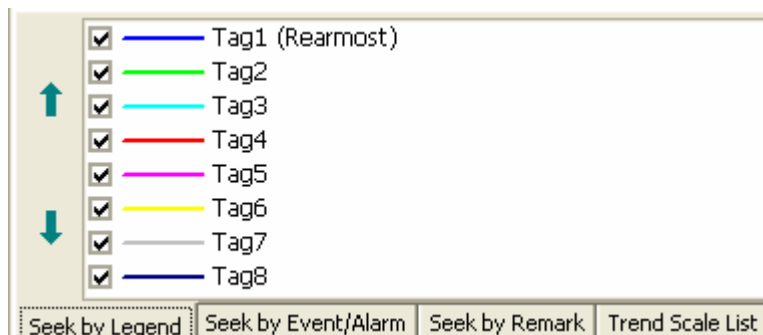 Tag1 (Rearmost)
Tag2
Tag3
Tag4
Tag5
Tag6
Tag7
Tag8
Seek by Legend Seek by Event/Alarm Seek by Remark Trend Scale List